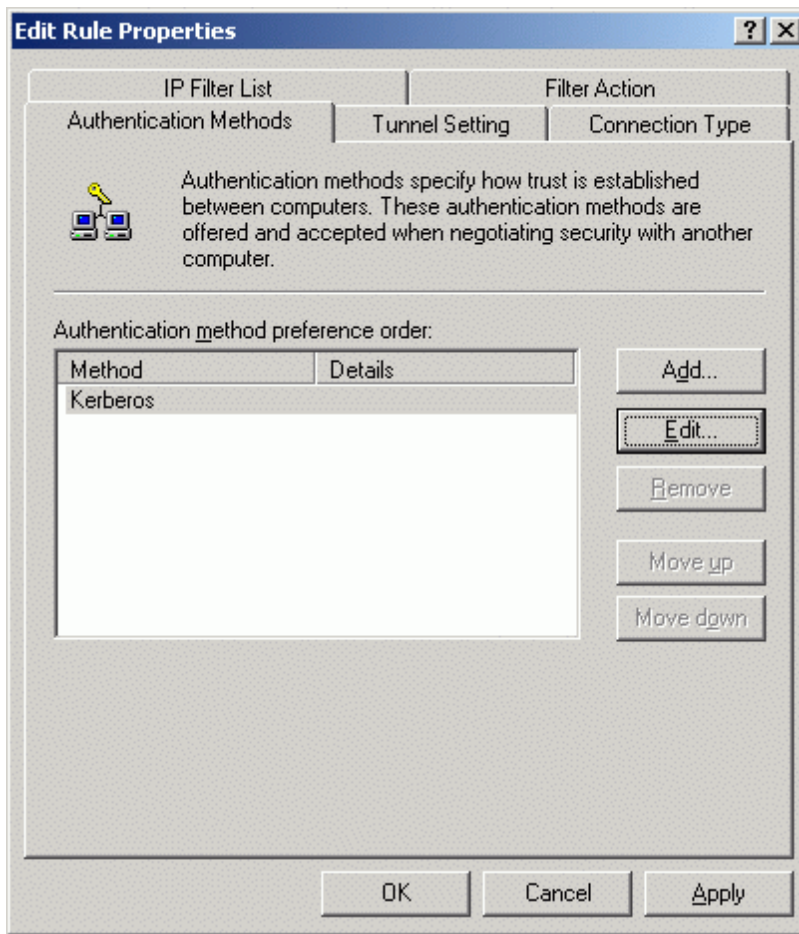 Edit Rule Properties
IP Filter List
Filter Action
Authentication Methods
Tunnel Setting
Connection Type
Authentication methods specify how trust is established
between computers. These authentication methods are
offered and accepted when negotiating security with another
computer.
Authentication method preference order:
Method Details
Kerberos
Add...
Edit...
Remove
Move up
Move down
OK
Cancel
Apply